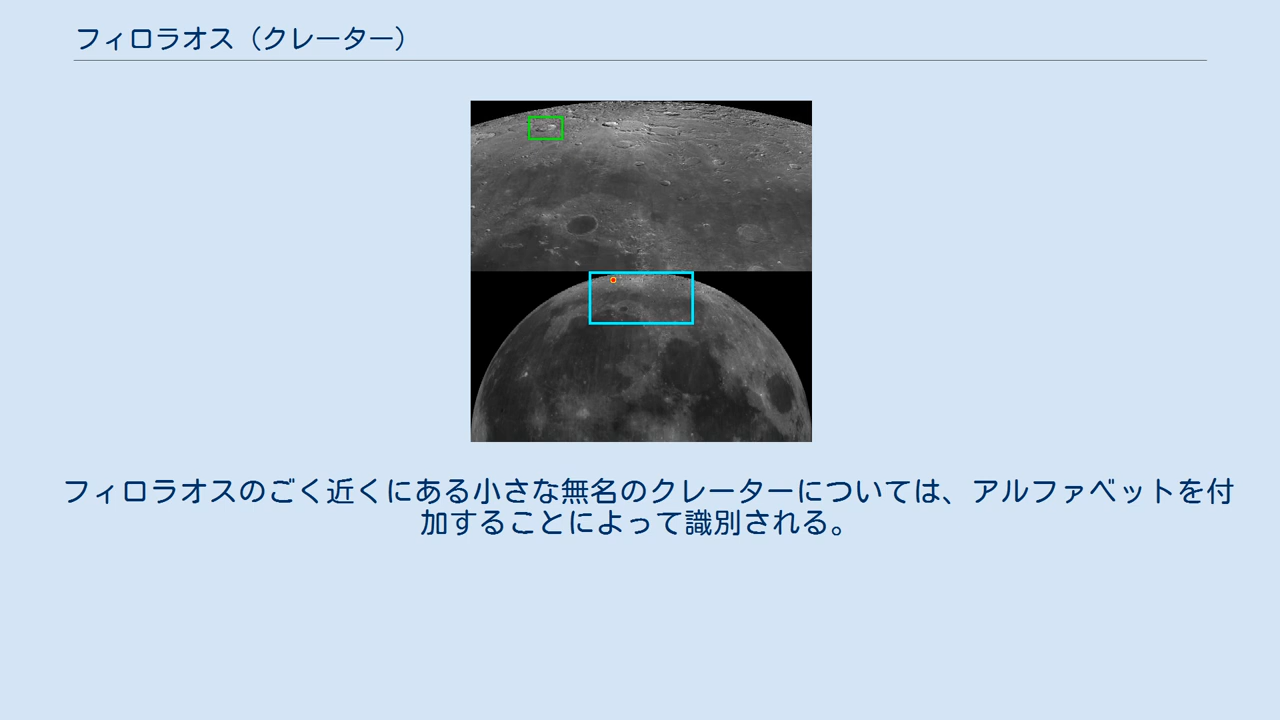 フィロラオス（クレーター）
フィロラオスのごく近くにある小さな無名のクレーターについては、アルファベットを付
加することによって識別される。